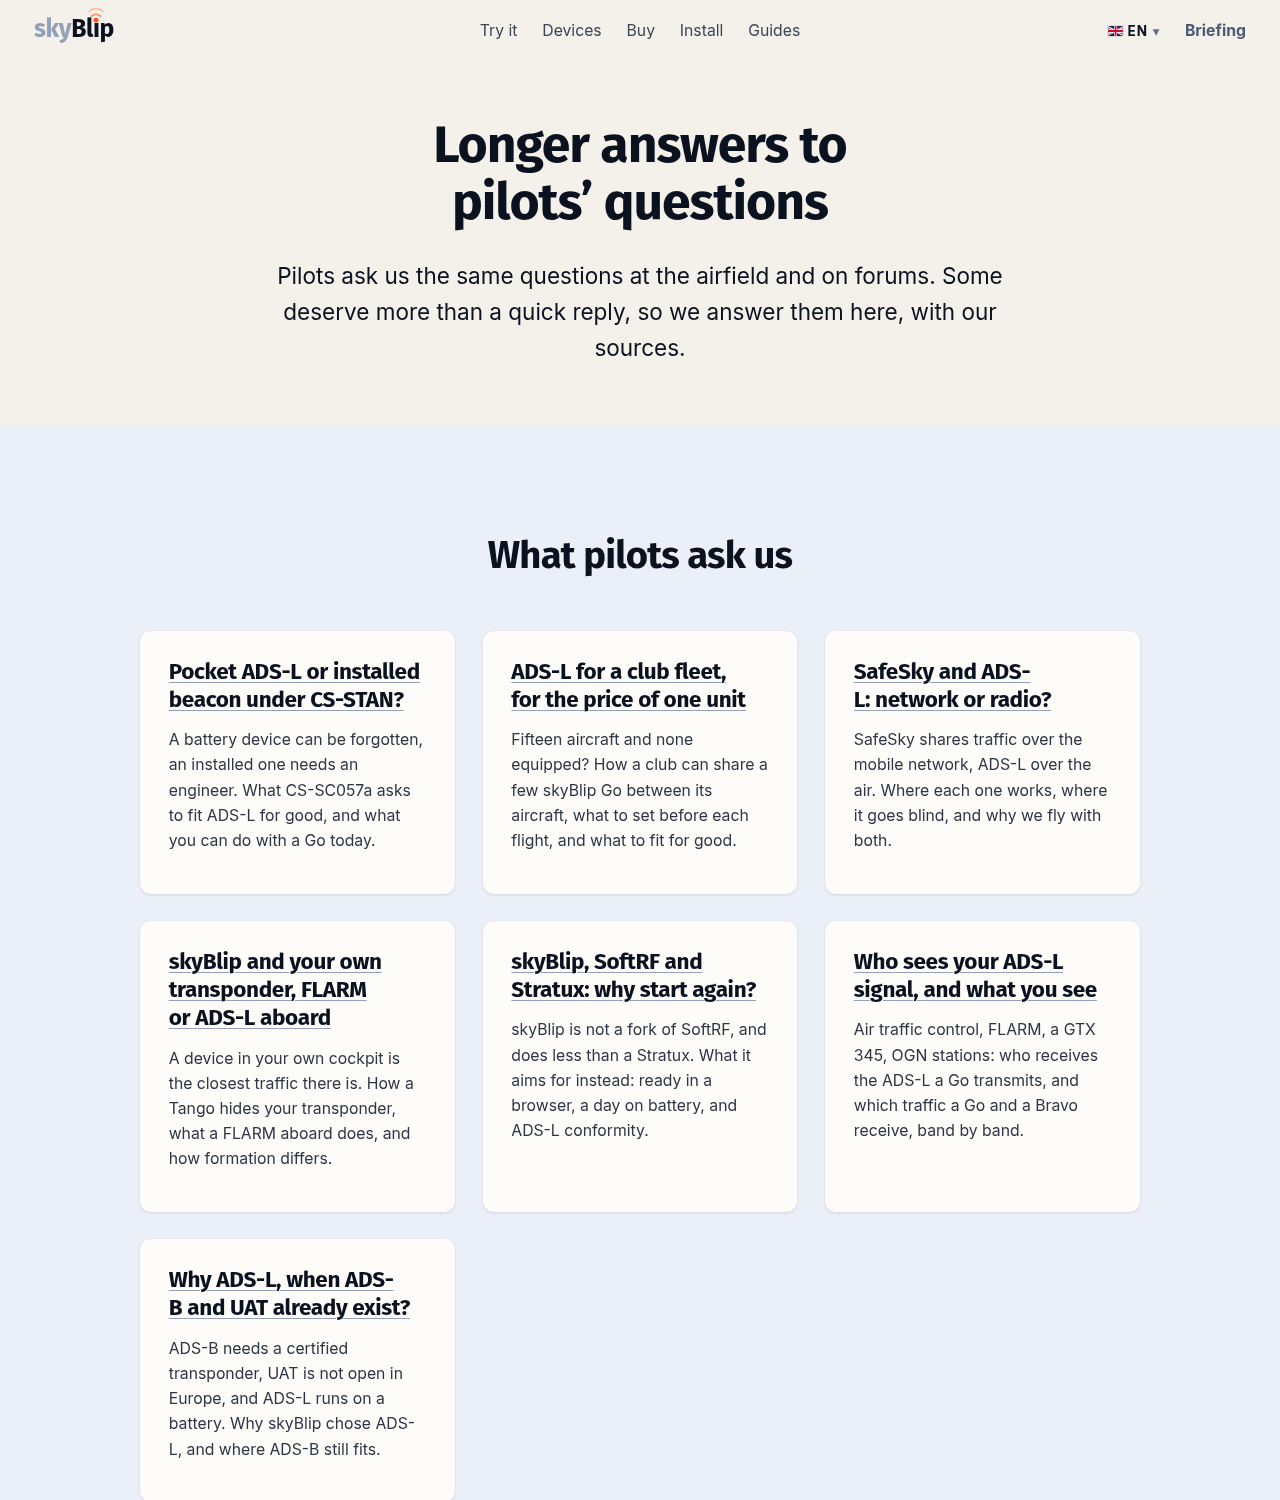 skyBlip
Try it
Devices
Buy
Install
Guides
EN ▾
Briefing
Longer answers to
pilots’ questions
Pilots ask us the same questions at the airfield and on forums. Some
deserve more than a quick reply, so we answer them here, with our
sources.
What pilots ask us
Pocket ADS-L or installed
beacon under CS-STAN?
A battery device can be forgotten,
an installed one needs an
engineer. What CS-SC057a asks
to fit ADS-L for good, and what
you can do with a Go today.
ADS-L for a club fleet,
for the price of one unit
Fifteen aircraft and none
equipped? How a club can share a
few skyBlip Go between its
aircraft, what to set before each
flight, and what to fit for good.
SafeSky and ADS-
L: network or radio?
SafeSky shares traffic over the
mobile network, ADS-L over the
air. Where each one works, where
it goes blind, and why we fly with
both.
skyBlip and your own
transponder, FLARM
or ADS-L aboard
A device in your own cockpit is
the closest traffic there is. How a
Tango hides your transponder,
what a FLARM aboard does, and
how formation differs.
skyBlip, SoftRF and
Stratux: why start again?
skyBlip is not a fork of SoftRF, and
does less than a Stratux. What it
aims for instead: ready in a
browser, a day on battery, and
ADS-L conformity.
Who sees your ADS-L
signal, and what you see
Air traffic control, FLARM, a GTX
345, OGN stations: who receives
the ADS-L a Go transmits, and
which traffic a Go and a Bravo
receive, band by band.
Why ADS-L, when ADS-
B and UAT already exist?
ADS-B needs a certified
transponder, UAT is not open in
Europe, and ADS-L runs on a
battery. Why skyBlip chose ADS-
L, and where ADS-B still fits.